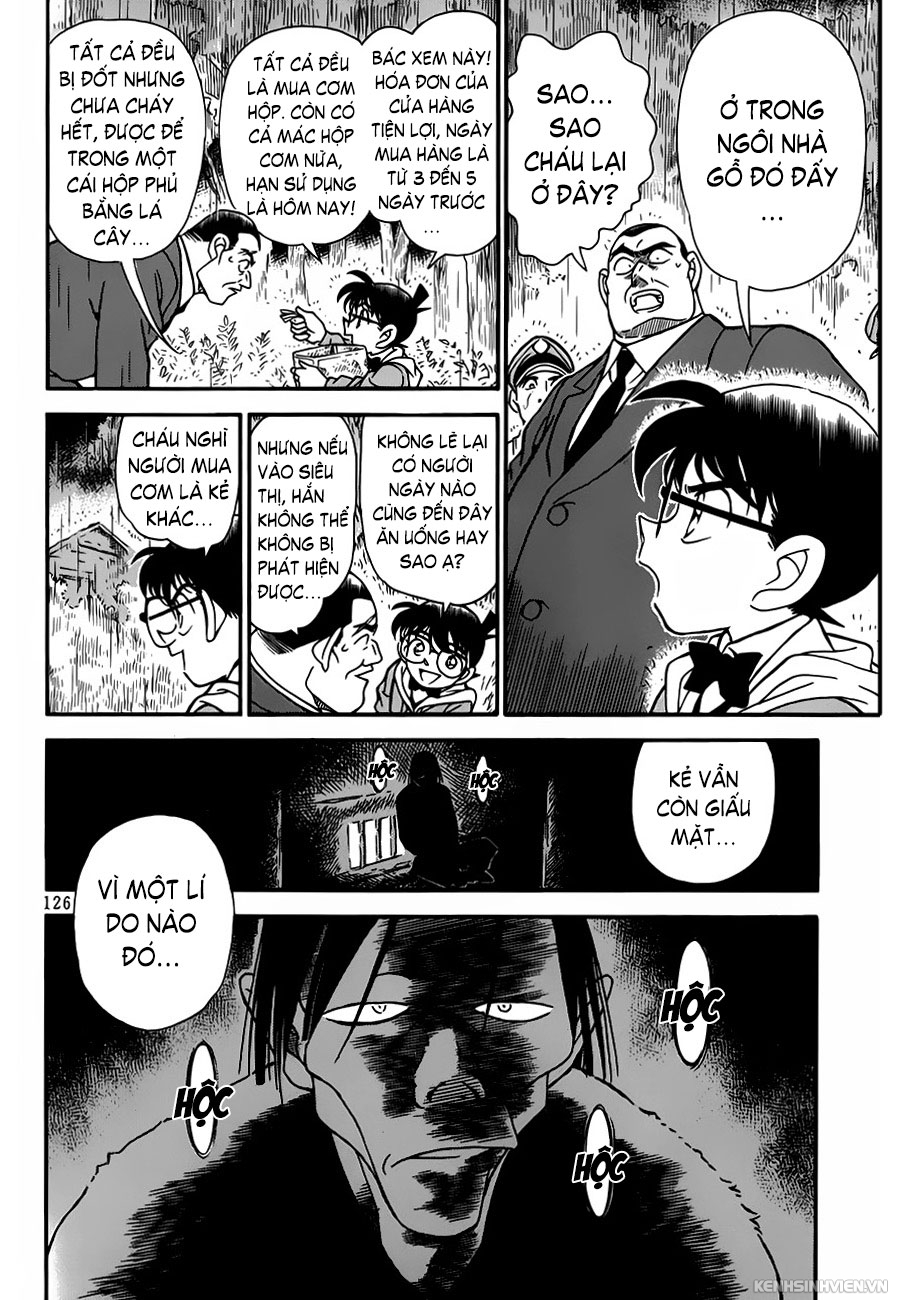 Ở TRONG
NGÔI NHÀ
GỖ ĐÓ ĐẤY
...
SAO...
SAO
CHÁU LẠI
Ở ĐÂY?
BÁC XEM NÀY!
HÓA ĐƠN CỦA
CỬA HÀNG
TIỆN LỢI, NGÀY
MUA HÀNG LÀ
TỪ 3 ĐẾN 5
NGÀY TRƯỚC
...
TẤT CẢ ĐỀU
LÀ MUA CƠM
HỘP. CÒN CÓ
CẢ MÁC HỘP
CƠM NỮA,
HẠN SỬ DỤNG
LÀ HÔM NAY!
TẤT CẢ ĐỀU
BỊ ĐỐT NHƯNG
CHƯA CHÁY
HẾT, ĐƯỢC ĐỂ
TRONG MỘT
CÁI HỘP PHỦ
BẰNG LÁ
CÂY...
KHÔNG LẼ LẠI
CÓ NGƯỜI
NGÀY NÀO
CŨNG ĐẾN ĐÂY
ĂN UỐNG HAY
SAO Ạ?
NHƯNG NẾU
VÀO SIÊU
THỊ, HẮN
KHÔNG THỂ
KHÔNG BỊ
PHÁT HIỆN
ĐƯỢC...
CHÁU NGHĨ
NGƯỜI MUA
CƠM LÀ KẺ
KHÁC...
KẺ VẪN
CÒN GIẤU
MẶT...
HỘC
HỘC
VÌ MỘT LÍ
DO NÀO
ĐÓ...
126
HỘC
HỘC
HỘC
KENHSINHVIEN.VN